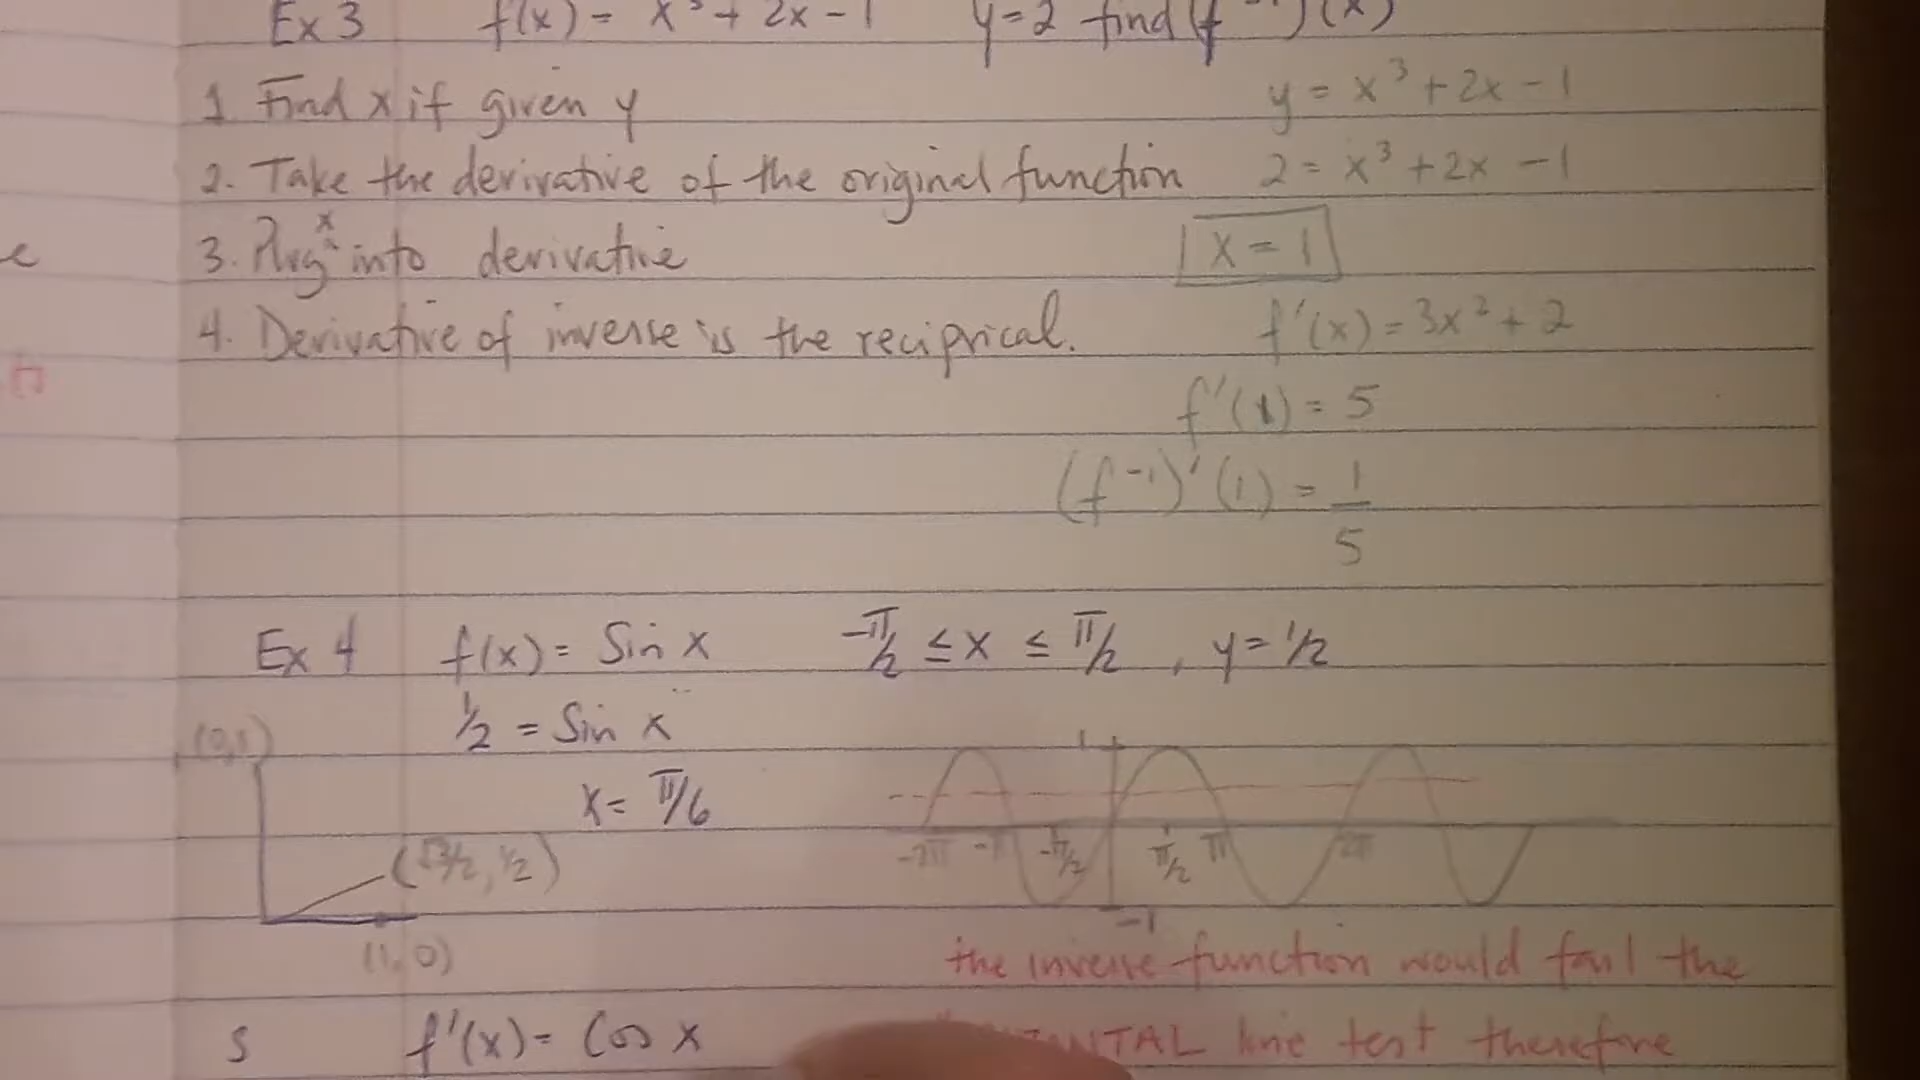 Ex 3 f(x) = x³ + 2x - 1 y=2 find (f⁻¹)'(x)
1. Find x if given y
y = x³ + 2x - 1
2. Take the derivative of the original function
2 = x³ + 2x - 1
3. Plug x into derivative
x = 1
4. Derivative of inverse is the reciprical.
f'(x) = 3x² + 2
f'(1) = 5
(f⁻¹)'(1) = 1/5
Ex 4 f(x) = Sin x -π/2 ≤ x ≤ π/2 , y = 1/2
1/2 = Sin x
(0,1)
x = π/6
(√3/2, 1/2)
(1, 0)
1
-2π -π -π/2 π/2 π 2π
-1
the inverse function would fail the
line test therefore
f'(x) = Cos x